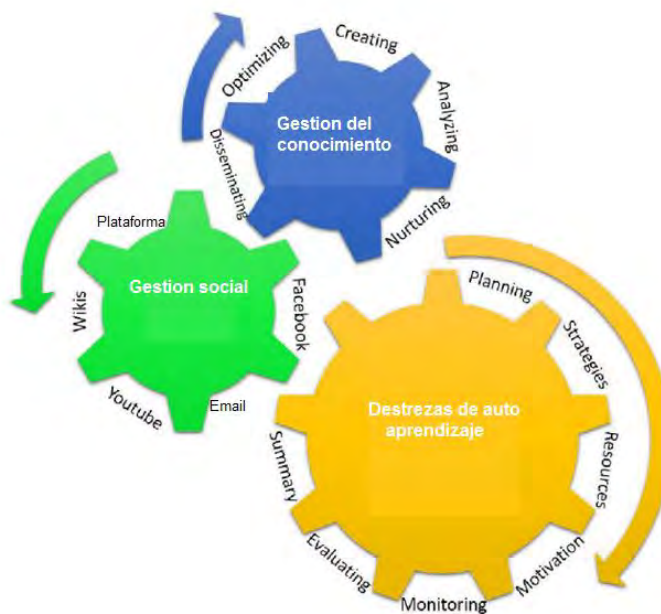 Creating
Optimizing
Analyzing
Gestion del
conocimiento
Disseminating
Nurturing
Plataforma
Gestion social
Wikis
Facebook
Youtube
Email
Planning
Strategies
Destrezas de auto
aprendizaje
Resources
Summary
Motivation
Evaluating
Monitoring